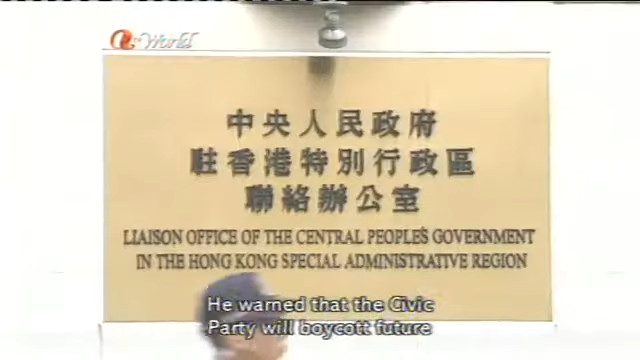 World
中央人民政府
駐香港特別行政區
聯絡辦公室
LIAISON OFFICE OF THE CENTRAL PEOPLE'S GOVERNMENT
IN THE HONG KONG SPECIAL ADMINISTRATIVE REGION
He warned that the Civic
Party will boycott future